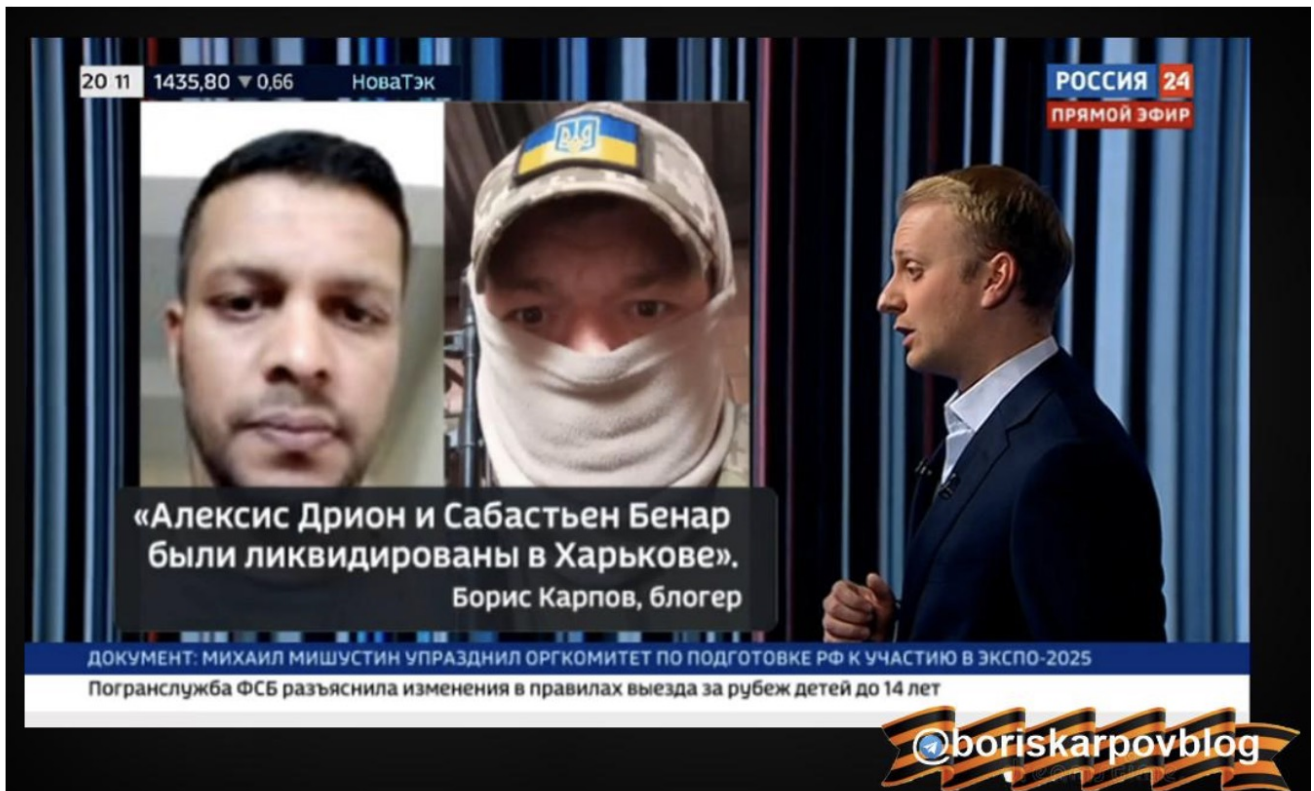 20 11 1435,80 ▼ 0,66 НоваТэк
РОССИЯ 24
ПРЯМОЙ ЭФИР
«Алексис Дрион и Сабастьен Бенар
были ликвидированы в Харькове».
Борис Карпов, блогер
ДОКУМЕНТ: МИХАИЛ МИШУСТИН УПРАЗДНИЛ ОРГКОМИТЕТ ПО ПОДГОТОВКЕ РФ К УЧАСТИЮ В ЭКСПО-2025
Погранслужба ФСБ разъяснила изменения в правилах выезда за рубеж детей до 14 лет
@boriskarpovblog